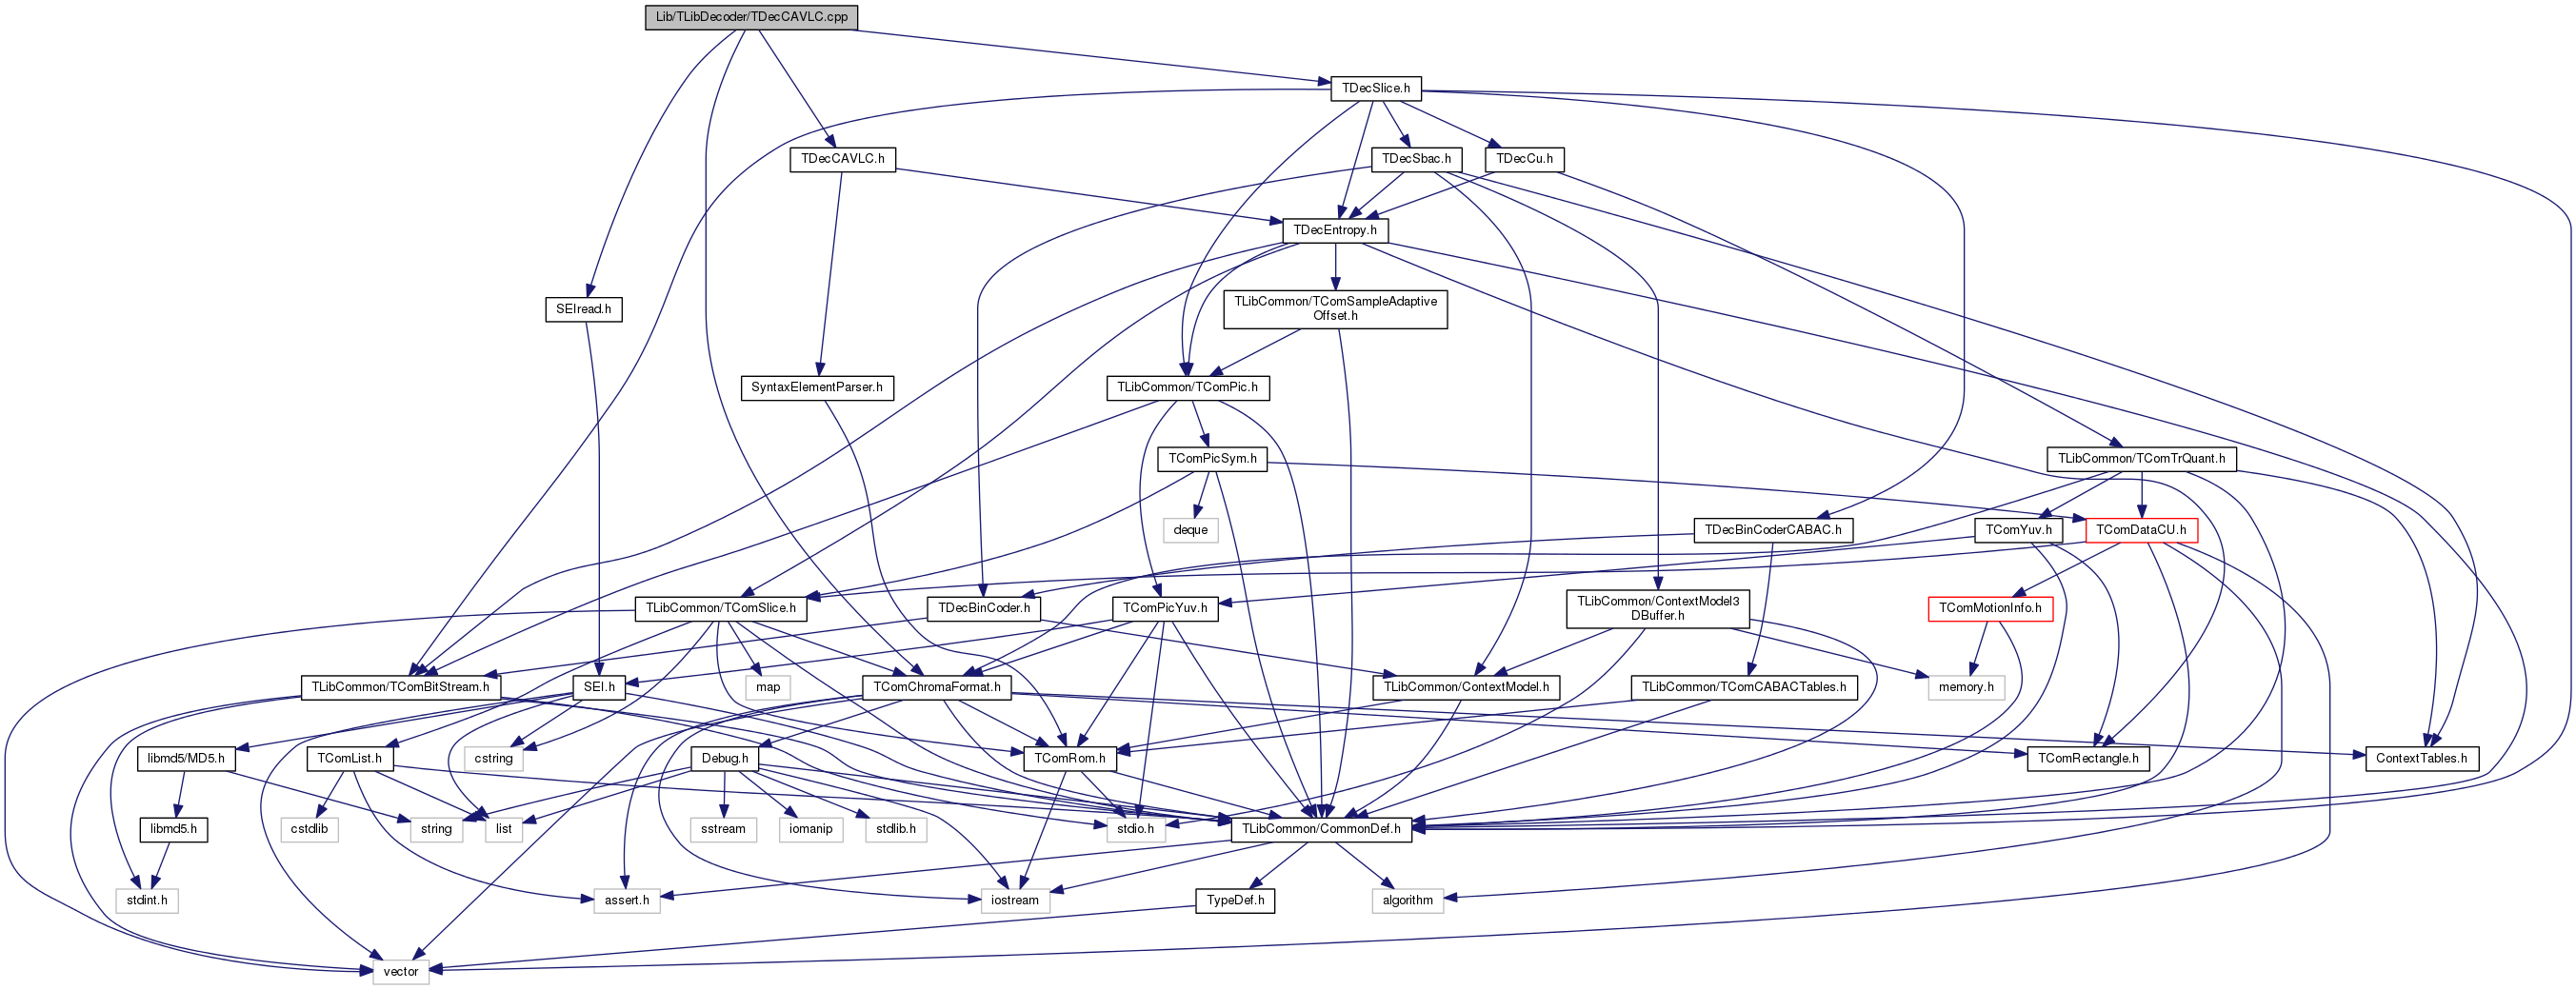 Lib/TLibDecoder/TDecCAVLC.cpp
TDecSlice.h
TDecCAVLC.h
TDecSbac.h
TDecCu.h
TDecEntropy.h
SEIread.h
TLibCommon/TComSampleAdaptive
Offset.h
SyntaxElementParser.h
TLibCommon/TComPic.h
TComPicSym.h
TLibCommon/TComTrQuant.h
deque
TDecBinCoderCABAC.h
TComYuv.h
TComDataCU.h
TLibCommon/TComSlice.h
TDecBinCoder.h
TComPicYuv.h
TLibCommon/ContextModel3
DBuffer.h
TComMotionInfo.h
TLibCommon/TComBitStream.h
SEI.h
map
TComChromaFormat.h
TLibCommon/ContextModel.h
TLibCommon/TComCABACTables.h
memory.h
libmd5/MD5.h
TComList.h
cstring
Debug.h
TComRom.h
TComRectangle.h
ContextTables.h
libmd5.h
cstdlib
string
list
sstream
iomanip
stdlib.h
stdio.h
TLibCommon/CommonDef.h
stdint.h
assert.h
iostream
TypeDef.h
algorithm
vector